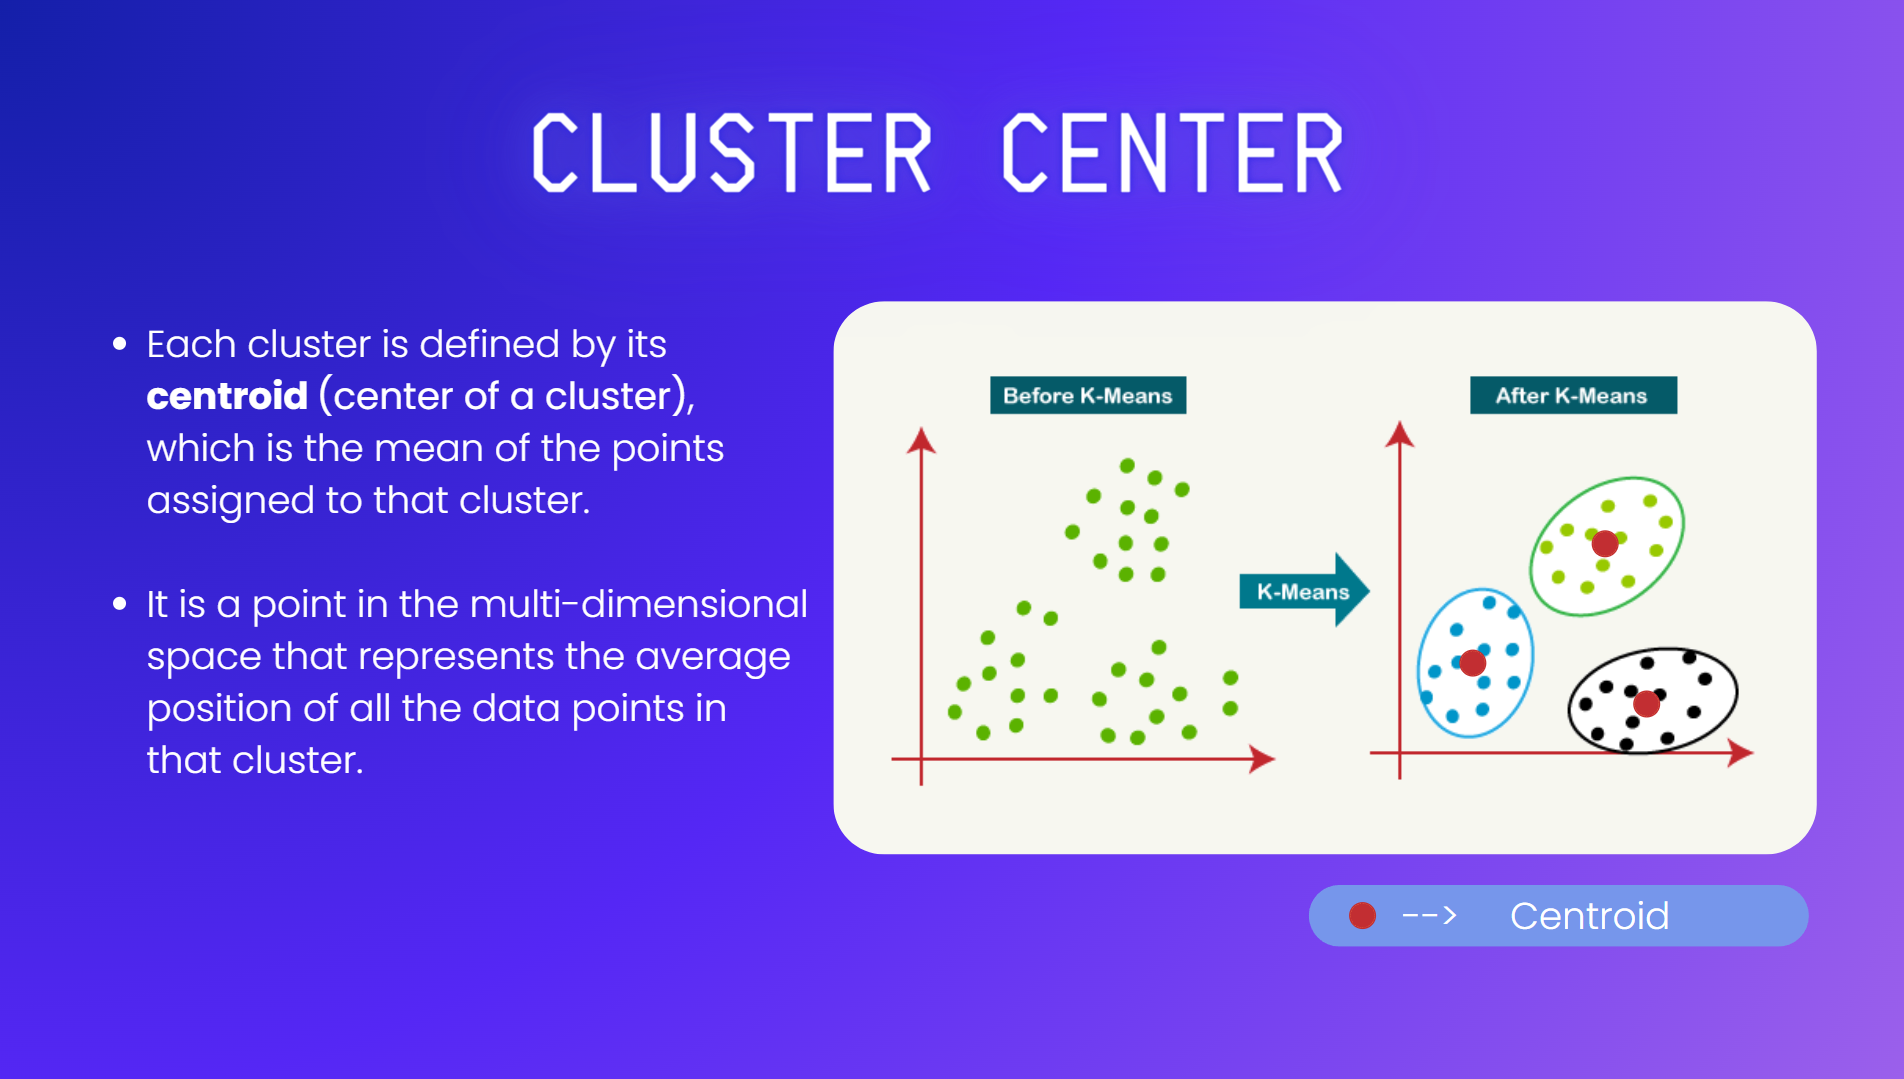 CLUSTER CENTER
• Each cluster is defined by its
centroid (center of a cluster),
which is the mean of the points
assigned to that cluster.
• It is a point in the multi-dimensional
space that represents the average
position of all the data points in
that cluster.
Before K-Means
After K-Means
K-Means
--> Centroid